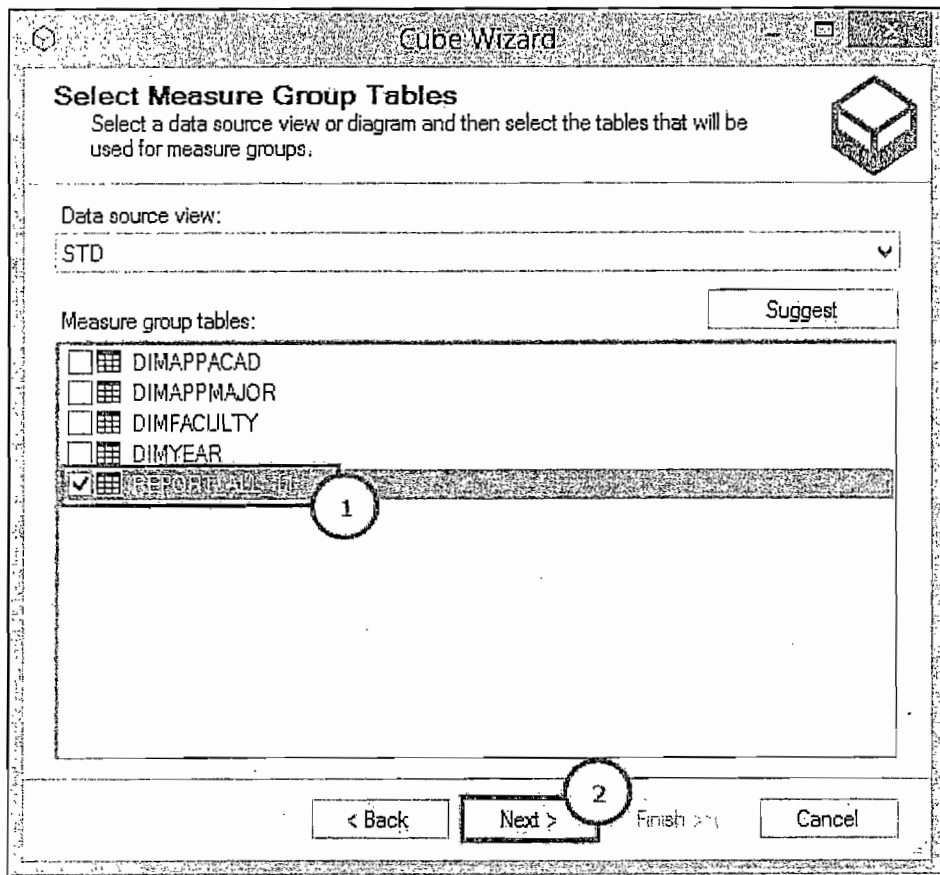 Cube Wizard
Select Measure Group Tables
Select a data source view or diagram and then select the tables that will be
used for measure groups.
Data source view:
STD
Suggest
Measure group tables:
DIMAPPACAD
DIMAPPMAJOR
DIMFACULTY
DIMYEAR
REPORT_ALL
1
2
< Back
Next >
Finish >>|
Cancel